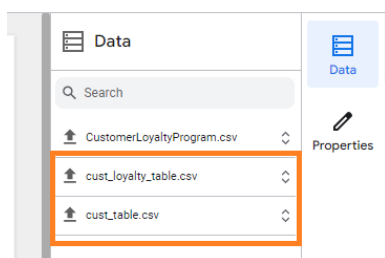 Data
Data
Search
CustomerLoyaltyProgram.csv
Properties
cust_loyalty_table.csv
cust_table.csv